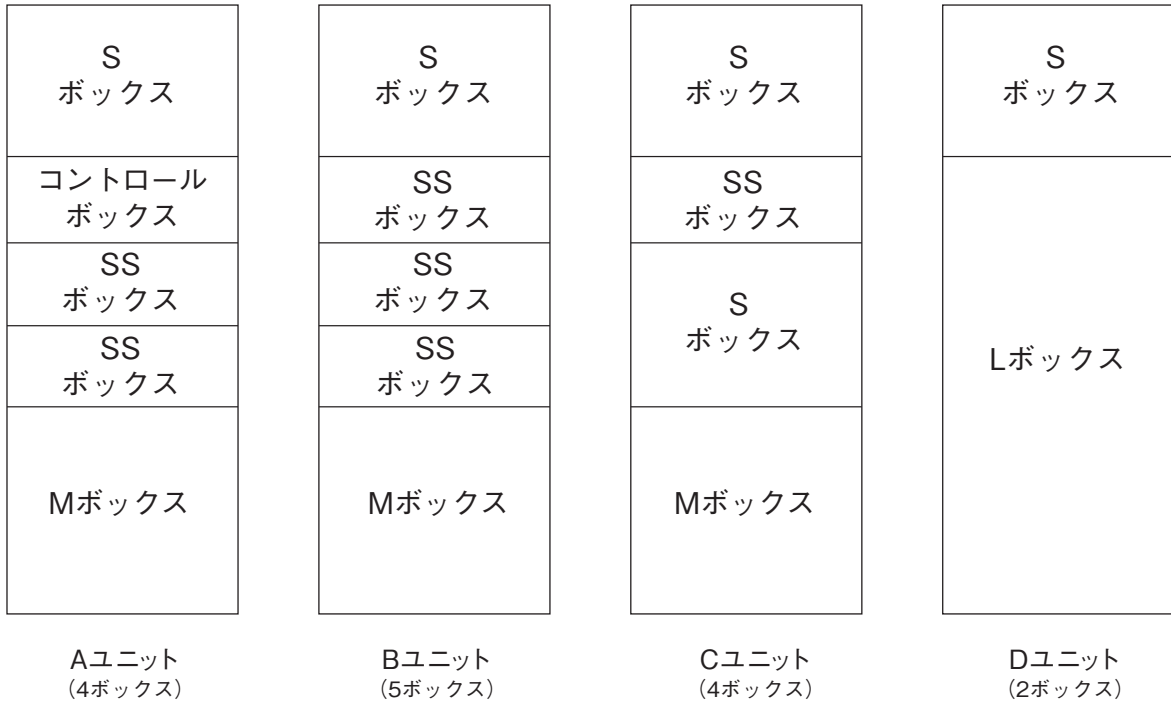 S
ボックス
コントロール
ボックス
SS
ボックス
SS
ボックス
Mボックス
Aユニット
(4ボックス)
S
ボックス
SS
ボックス
SS
ボックス
SS
ボックス
Mボックス
Bユニット
(5ボックス)
S
ボックス
SS
ボックス
S
ボックス
Mボックス
Cユニット
(4ボックス)
S
ボックス
Lボックス
Dユニット
(2ボックス)